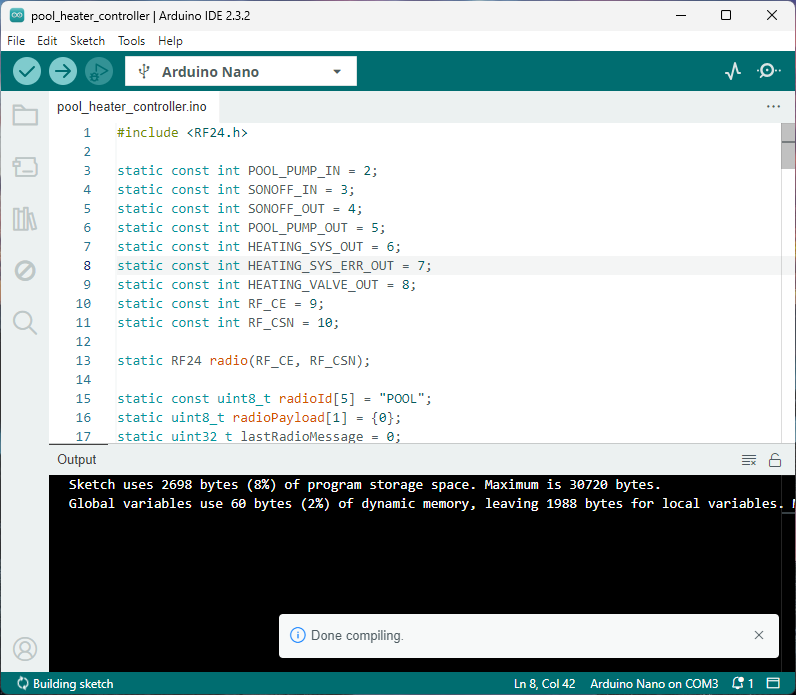 pool_heater_controller | Arduino IDE 2.3.2
File Edit Sketch Tools Help
Arduino Nano
pool_heater_controller.ino
1 #include <RF24.h>
2
3 static const int POOL_PUMP_IN = 2;
4 static const int SONOFF_IN = 3;
5 static const int SONOFF_OUT = 4;
6 static const int POOL_PUMP_OUT = 5;
7 static const int HEATING_SYS_OUT = 6;
8 static const int HEATING_SYS_ERR_OUT = 7;
9 static const int HEATING_VALVE_OUT = 8;
10 static const int RF_CE = 9;
11 static const int RF_CSN = 10;
12
13 static RF24 radio(RF_CE, RF_CSN);
14
15 static const uint8_t radioId[5] = "POOL";
16 static uint8_t radioPayload[1] = {0};
17 static uint32_t lastRadioMessage = 0;
Output
Sketch uses 2698 bytes (8%) of program storage space. Maximum is 30720 bytes.
Global variables use 60 bytes (2%) of dynamic memory, leaving 1988 bytes for local variables.
Done compiling.
Building sketch Ln 8, Col 42 Arduino Nano on COM3 1